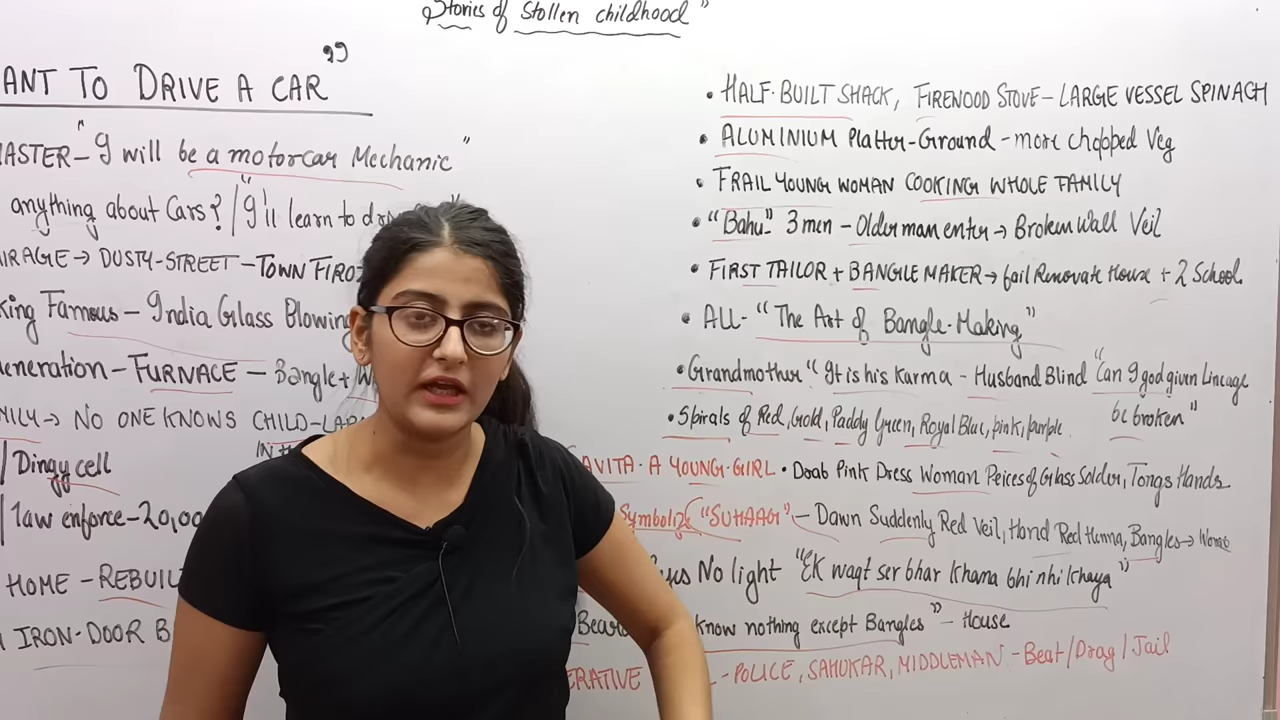 Stories of Stollen childhood"
ANT TO DRIVE A CAR"
MASTER - "I will be a motorcar Mechanic"
anything about Cars? / "I'll learn to
MIRAGE → DUSTY-STREET - TOWN FIROZ
king Famous - India Glass Blowing
eneration - FURNACE - Bangle +
MILY → NO ONE KNOWS CHILD-LAB
/ Dingy cell
/ law enforce - 20,00
HOME - REBUIL
IRON-DOOR B
• HALF-BUILT SHACK, FIREWOOD STOVE - LARGE VESSEL SPINACH
• ALUMINIUM Platter-Ground - more chopped Veg
• FRAIL YOUNG WOMAN COOKING WHOLE FAMILY
• "Bahu" 3 men - Older man enter → Broken Wall Veil
• FIRST TAILOR + BANGLE MAKER → fail Renovate House + 2 School
• ALL - "The Art of Bangle-Making"
• Grandmother "It is his Karma - Husband Blind "Can I god given Lineage be broken"
• Spirals of Red, Gold, Paddy Green, Royal Blue, pink, purple
AVITA - A YOUNG GIRL • Drab Pink Dress Woman Peices of Glass Solder, Tongs Hands
Symbolize "SUHAAG" - Dawn Suddenly Red Veil, Hand Red Henna, Bangles →
No light "EK waqt ser bhar khana bhi nhi khaya"
Bear know nothing except Bangles" - House
ERATIVE - POLICE, SAHUKAR, MIDDLEMAN - Beat/Drag/Jail